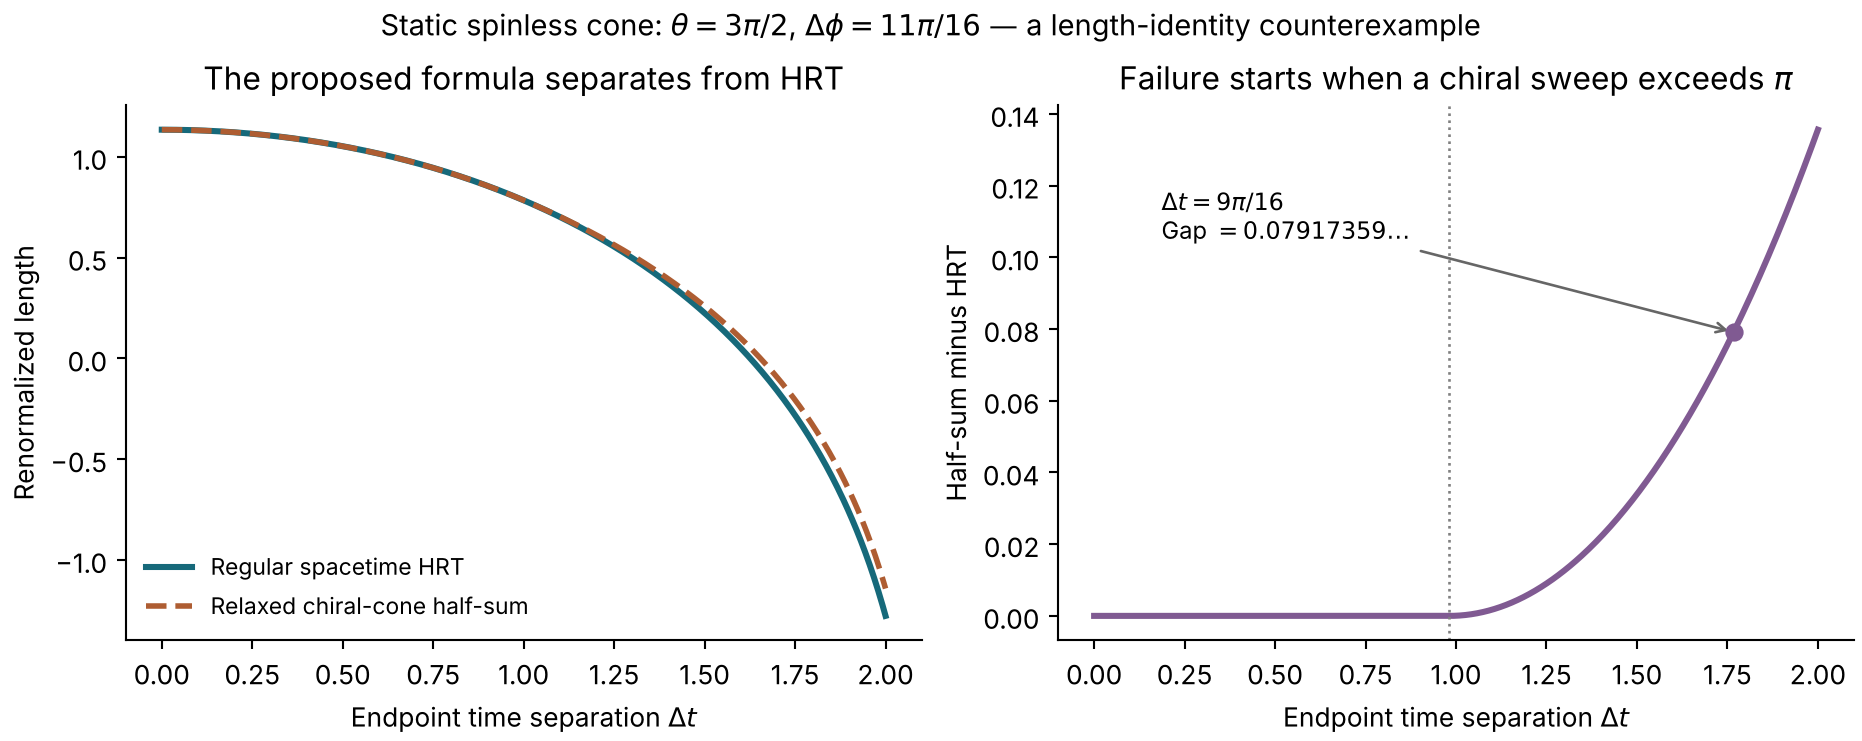 Static spinless cone: θ = 3π/2, Δϕ = 11π/16 — a length-identity counterexample
The proposed formula separates from HRT
Renormalized length
1.0
0.5
0.0
−0.5
−1.0
Regular spacetime HRT
Relaxed chiral-cone half-sum
0.00 0.25 0.50 0.75 1.00 1.25 1.50 1.75 2.00
Endpoint time separation Δt
Failure starts when a chiral sweep exceeds π
Half-sum minus HRT
0.14
0.12
0.10
0.08
0.06
0.04
0.02
0.00
Δt = 9π/16
Gap = 0.07917359...
0.00 0.25 0.50 0.75 1.00 1.25 1.50 1.75 2.00
Endpoint time separation Δt